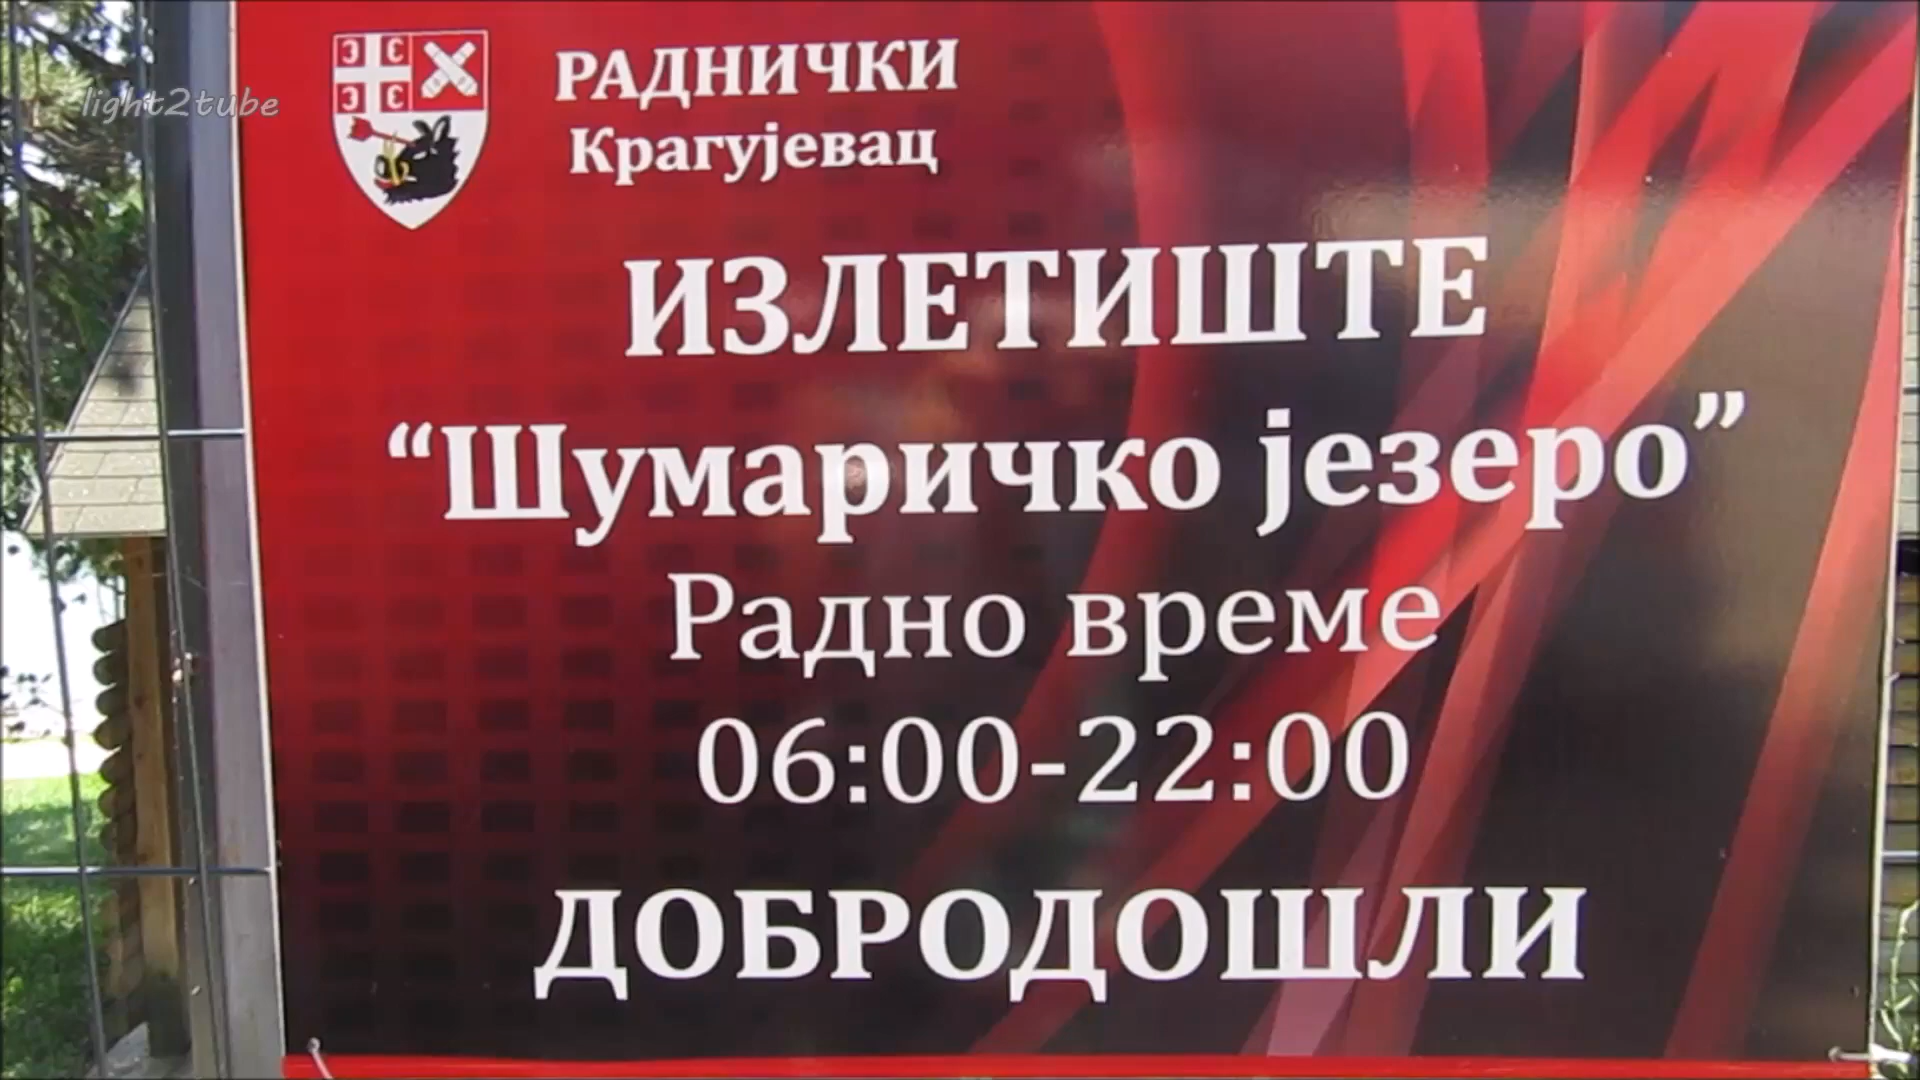 light2tube
РАДНИЧКИ
Крагујевац
ИЗЛЕТИШТЕ
“Шумаричко језеро”
Радно време
06:00-22:00
ДОБРОДОШЛИ